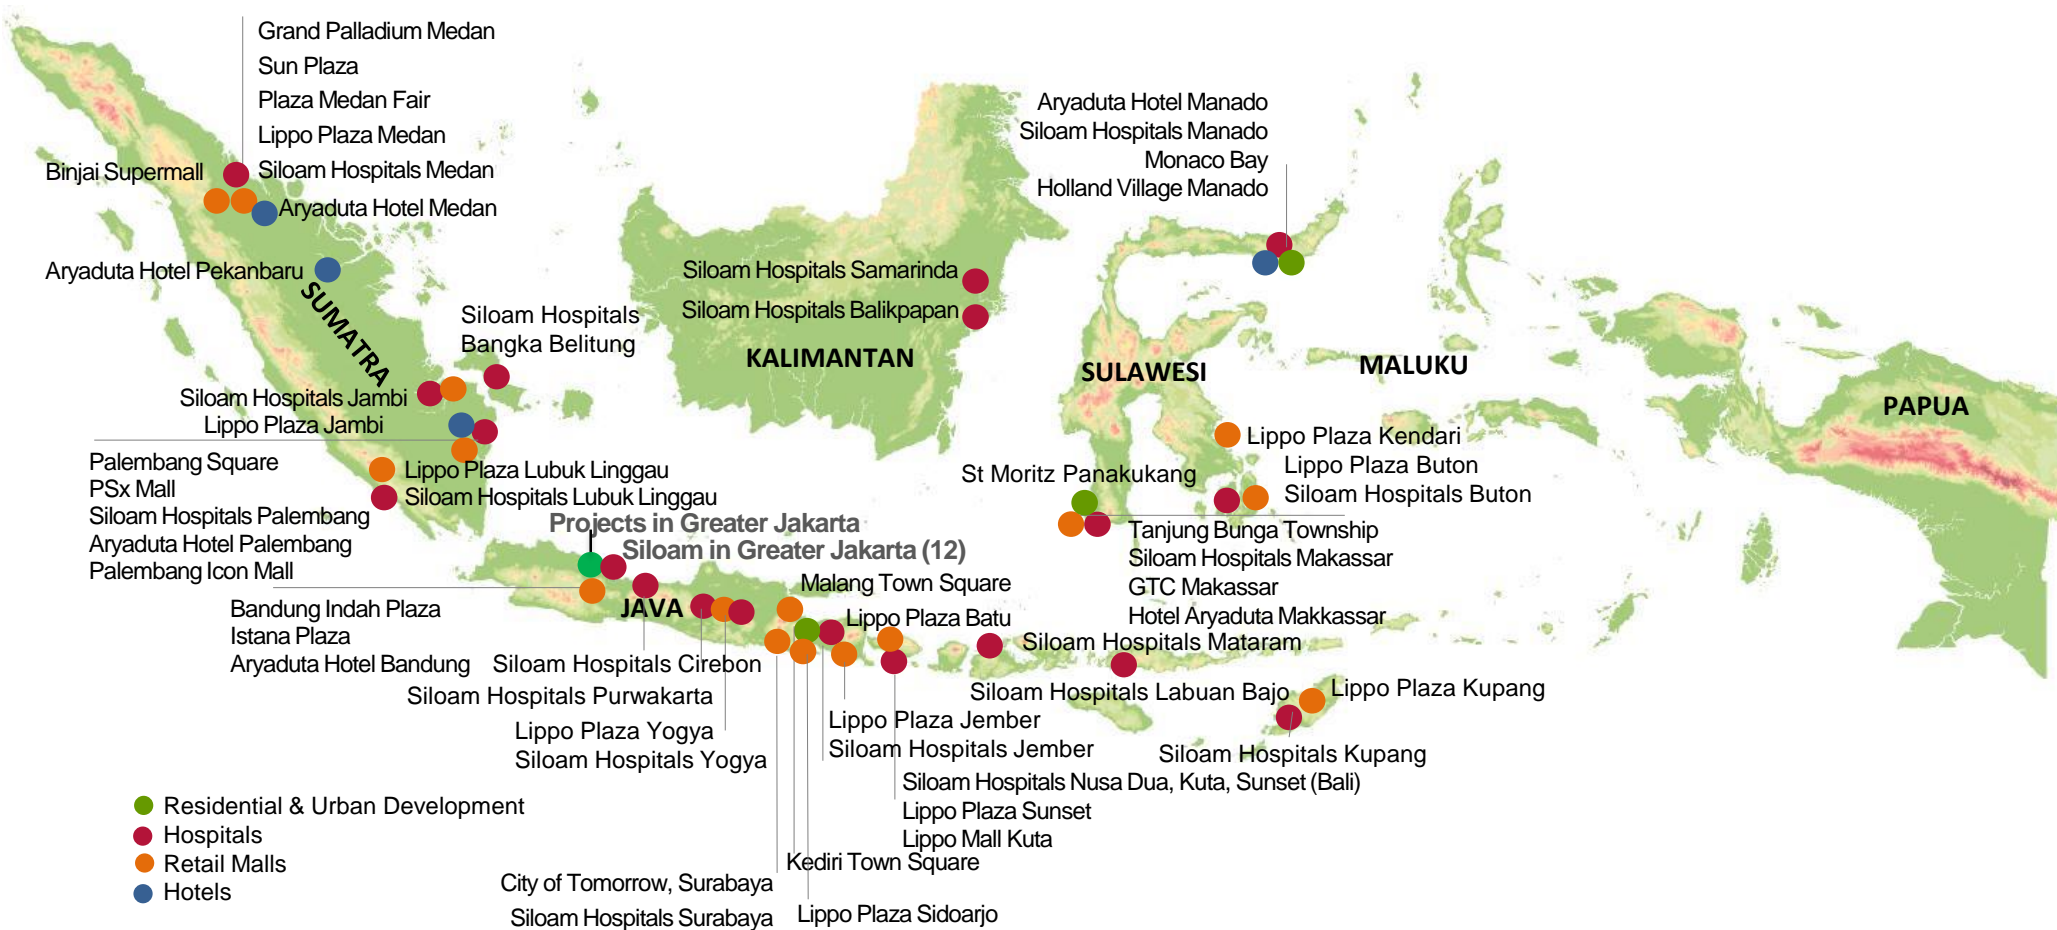 Grand Palladium Medan
Sun Plaza
Plaza Medan Fair
Lippo Plaza Medan
Siloam Hospitals Medan
Binjai Supermall
Aryaduta Hotel Medan
Aryaduta Hotel Pekanbaru
SUMATRA
Siloam Hospitals
Bangka Belitung
Siloam Hospitals Jambi
Lippo Plaza Jambi
Palembang Square
PSx Mall
Siloam Hospitals Palembang
Aryaduta Hotel Palembang
Palembang Icon Mall
Lippo Plaza Lubuk Linggau
Siloam Hospitals Lubuk Linggau
Siloam Hospitals Samarinda
Siloam Hospitals Balikpapan
KALIMANTAN
Aryaduta Hotel Manado
Siloam Hospitals Manado
Monaco Bay
Holland Village Manado
SULAWESI
MALUKU
PAPUA
Lippo Plaza Kendari
Lippo Plaza Buton
Siloam Hospitals Buton
St Moritz Panakukang
Tanjung Bunga Township
Siloam Hospitals Makassar
GTC Makassar
Hotel Aryaduta Makkassar
Projects in Greater Jakarta
Siloam in Greater Jakarta (12)
JAVA
Bandung Indah Plaza
Istana Plaza
Aryaduta Hotel Bandung
Siloam Hospitals Cirebon
Siloam Hospitals Purwakarta
Lippo Plaza Yogya
Siloam Hospitals Yogya
Malang Town Square
Lippo Plaza Batu
Siloam Hospitals Mataram
Siloam Hospitals Labuan Bajo
Lippo Plaza Kupang
Siloam Hospitals Kupang
Lippo Plaza Jember
Siloam Hospitals Jember
Siloam Hospitals Nusa Dua, Kuta, Sunset (Bali)
Lippo Plaza Sunset
Lippo Mall Kuta
Kediri Town Square
City of Tomorrow, Surabaya
Siloam Hospitals Surabaya
Lippo Plaza Sidoarjo
Residential & Urban Development
Hospitals
Retail Malls
Hotels